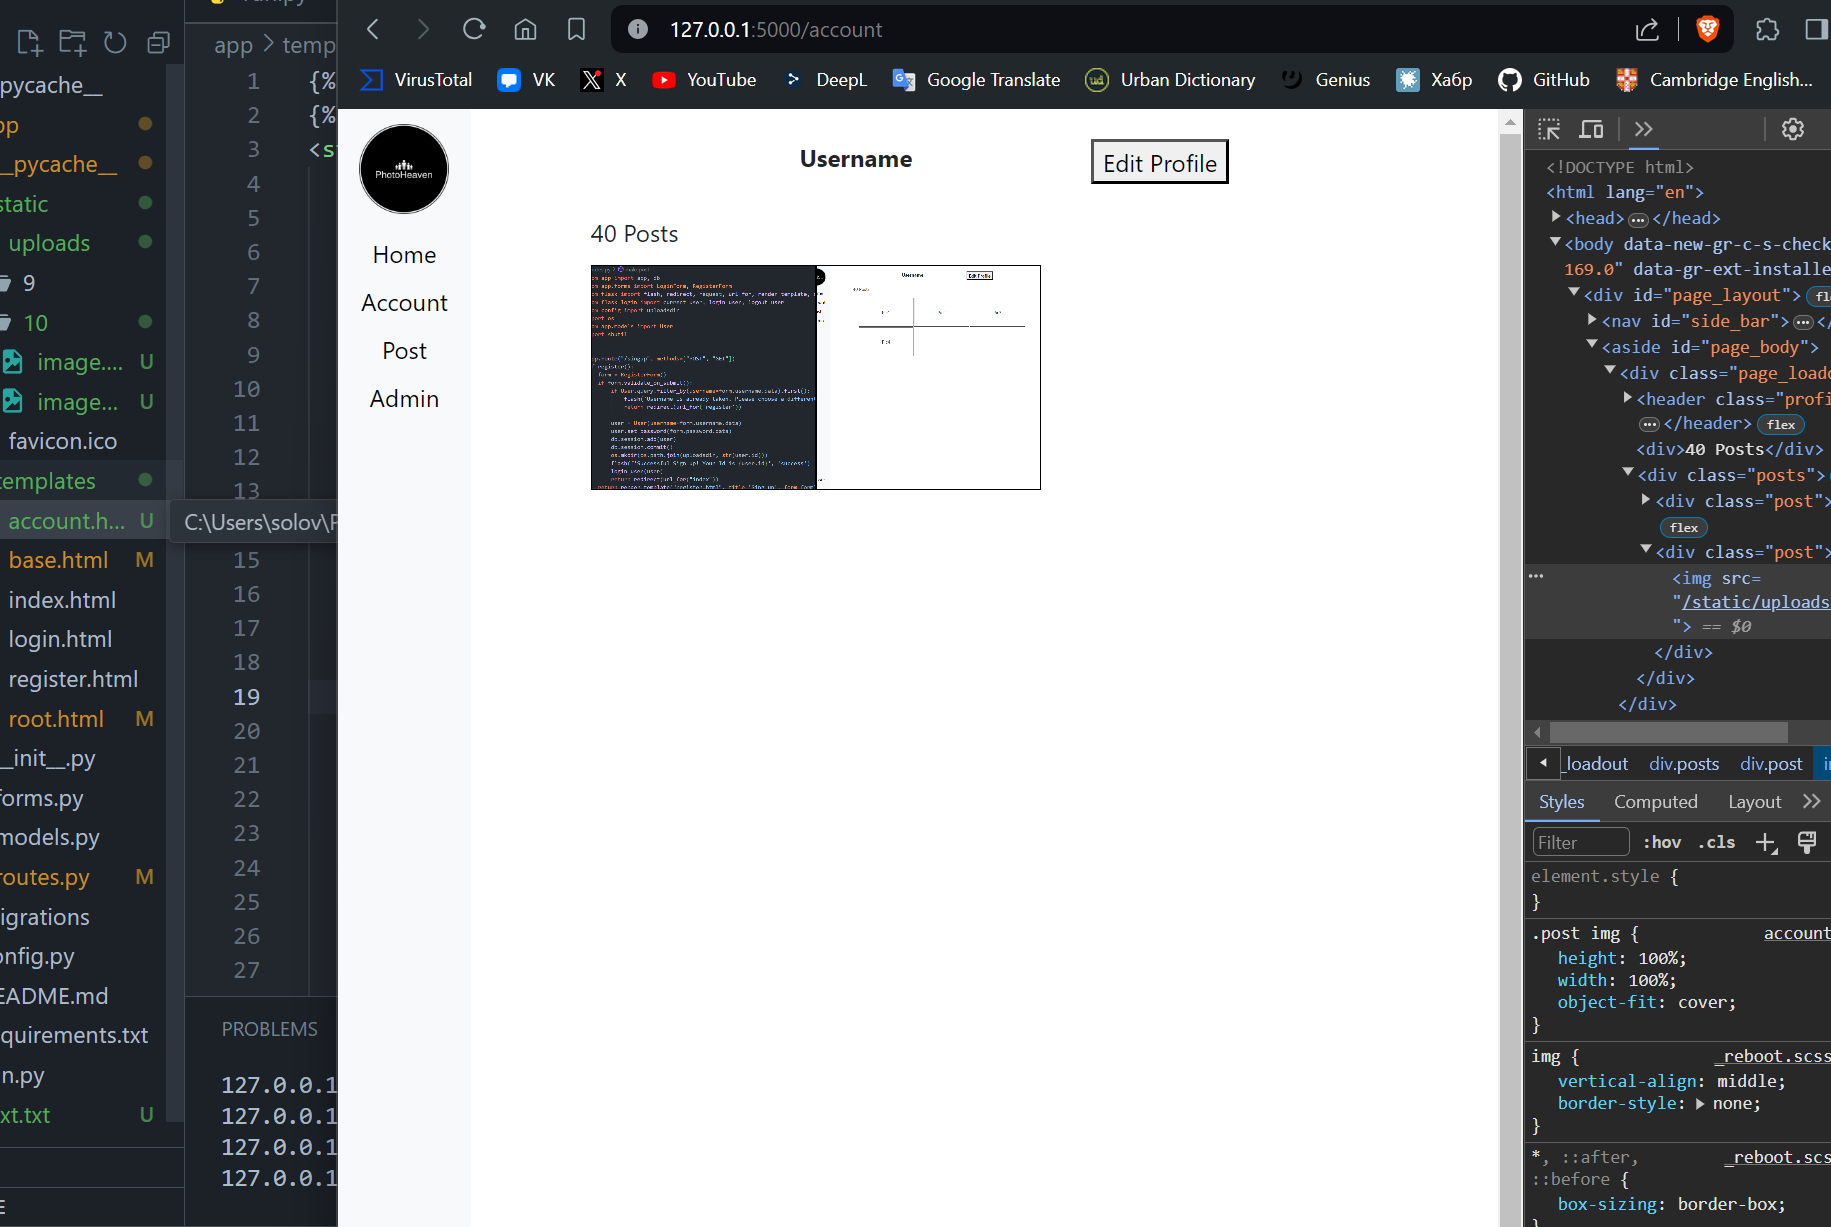 pycache__
pp
__pycache__
static
uploads
9
10
image.... U
image... U
favicon.ico
templates
account.h... U
base.html M
index.html
login.html
register.html
root.html M
__init__.py
forms.py
models.py
routes.py M
igrations
onfig.py
EADME.md
quirements.txt
n.py
xt.txt U
E
app > temp
1 {%
2 {%
3 <s
4
5
6
7
8
9
10
11
12
13
C:\Users\solov\P
15
16
17
18
19
20
21
22
23
24
25
26
27
PROBLEMS
127.0.0.1
127.0.0.1
127.0.0.1
127.0.0.1
127.0.0.1:5000/account
VirusTotal VK X YouTube DeepL Google Translate Urban Dictionary Genius Хабр GitHub Cambridge English...
PhotoHeaven
Home
Account
Post
Admin
Username
Edit Profile
40 Posts
<!DOCTYPE html>
<html lang="en">
<head> ... </head>
<body data-new-gr-c-s-check
169.0" data-gr-ext-installe
<div id="page_layout"> fl
<nav id="side_bar"> ... </
<aside id="page_body">
<div class="page_load
<header class="profi
... </header> flex
<div>40 Posts</div>
<div class="posts">
<div class="post">
flex
<div class="post">
... <img src=
"/static/uploads
"> == $0
</div>
</div>
</div>
_loadout div.posts div.post i
Styles Computed Layout
Filter :hov .cls
element.style {
}
.post img { account
height: 100%;
width: 100%;
object-fit: cover;
}
img { _reboot.scss
vertical-align: middle;
border-style: none;
}
*, ::after, _reboot.scs
::before {
box-sizing: border-box;
}